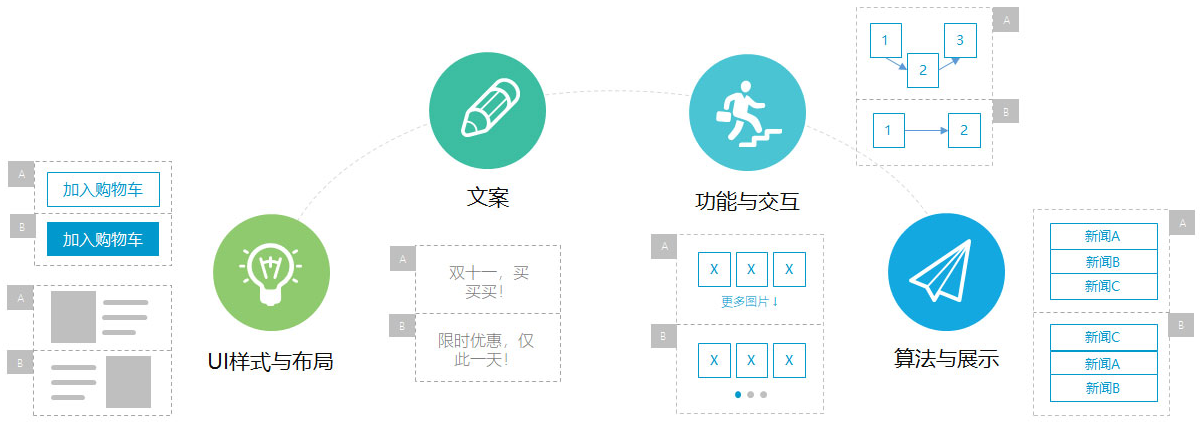 A
加入购物车
B
加入购物车
A
B
UI样式与布局
文案
A
双十一，买
买买！
B
限时优惠，仅
此一天！
功能与交互
A
1
3
2
B
1
2
A
X
X
X
更多图片↓
B
X
X
X
算法与展示
A
新闻A
新闻B
新闻C
B
新闻C
新闻A
新闻B